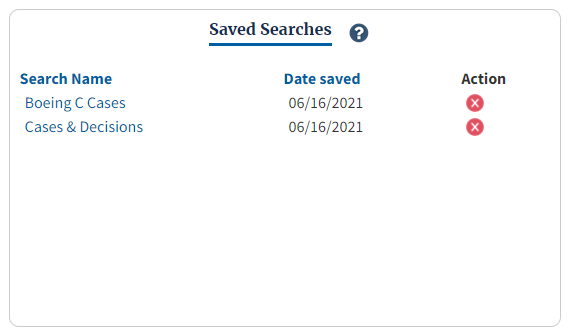 Saved Searches ?
Search Name Date saved Action
Boeing C Cases 06/16/2021
Cases & Decisions 06/16/2021